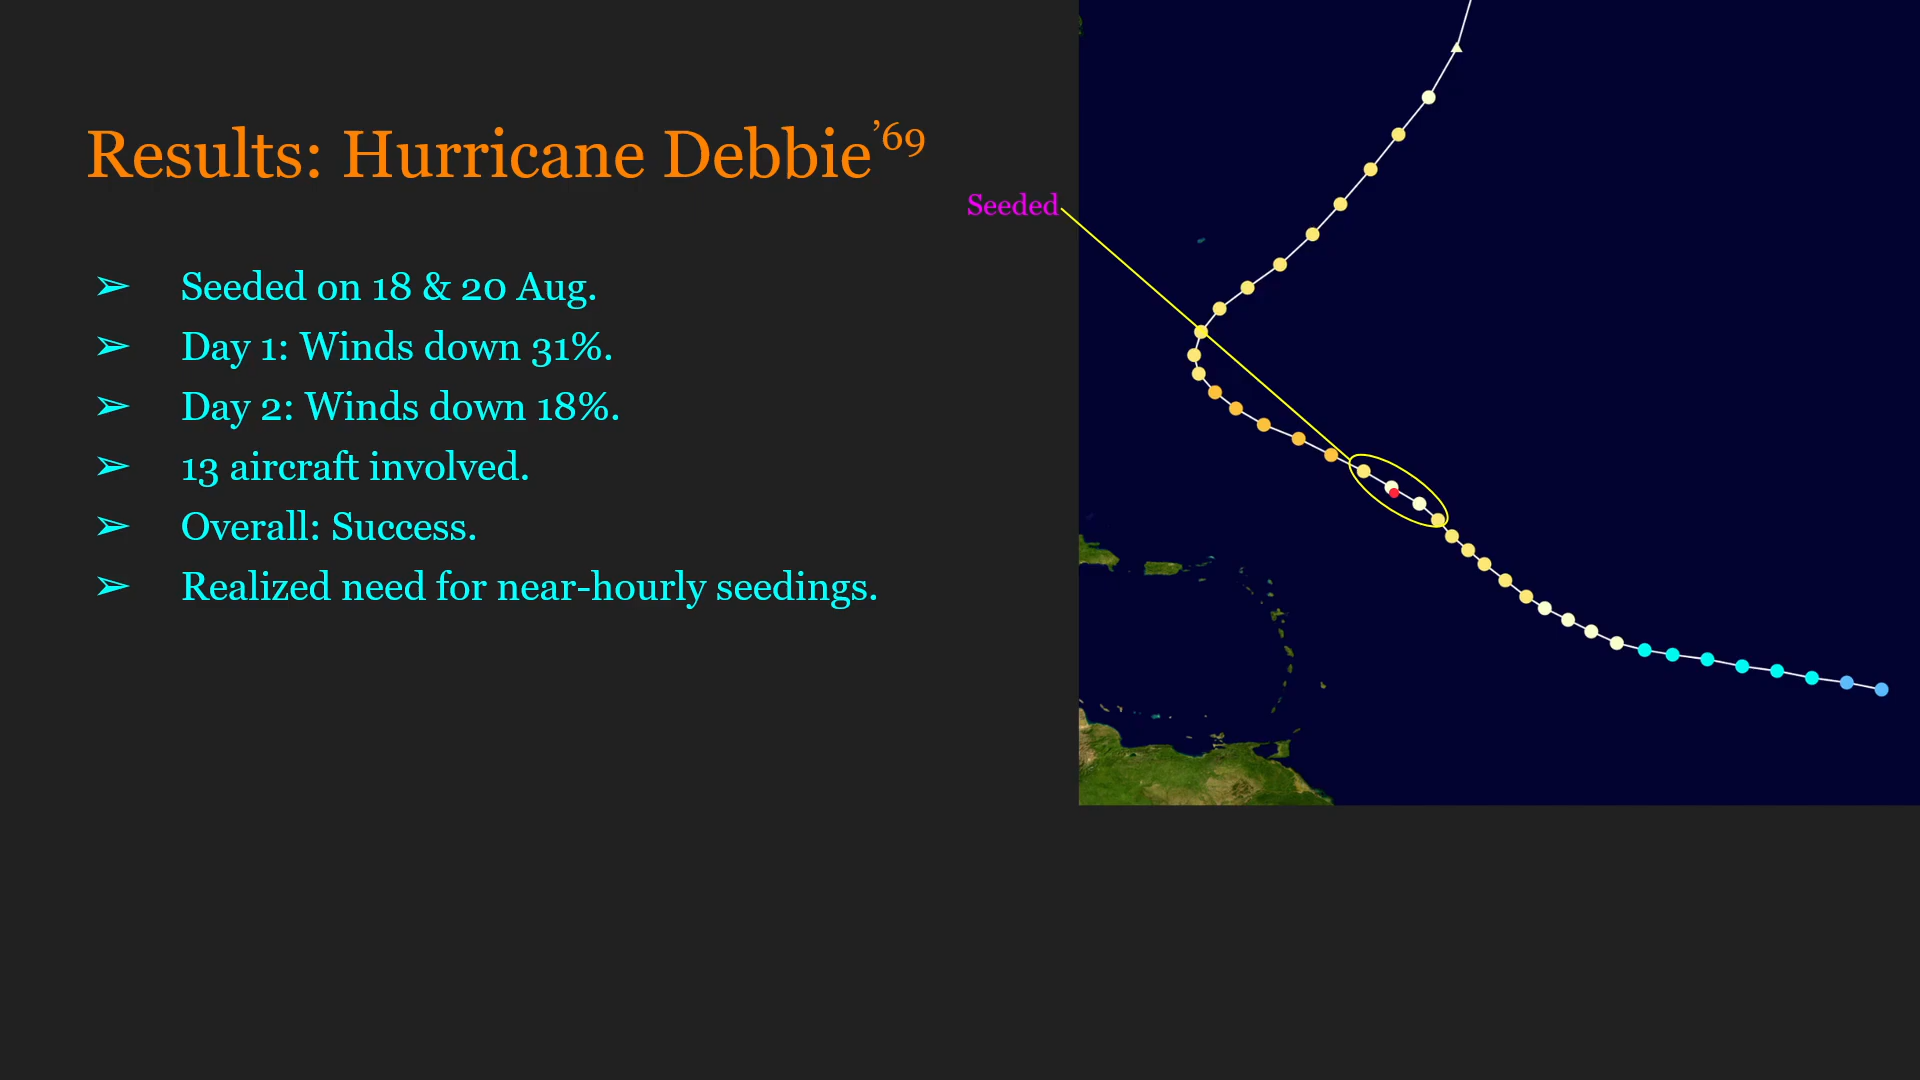 Results: Hurricane Debbie’69
Seeded
➢ Seeded on 18 & 20 Aug.
➢ Day 1: Winds down 31%.
➢ Day 2: Winds down 18%.
➢ 13 aircraft involved.
➢ Overall: Success.
➢ Realized need for near-hourly seedings.